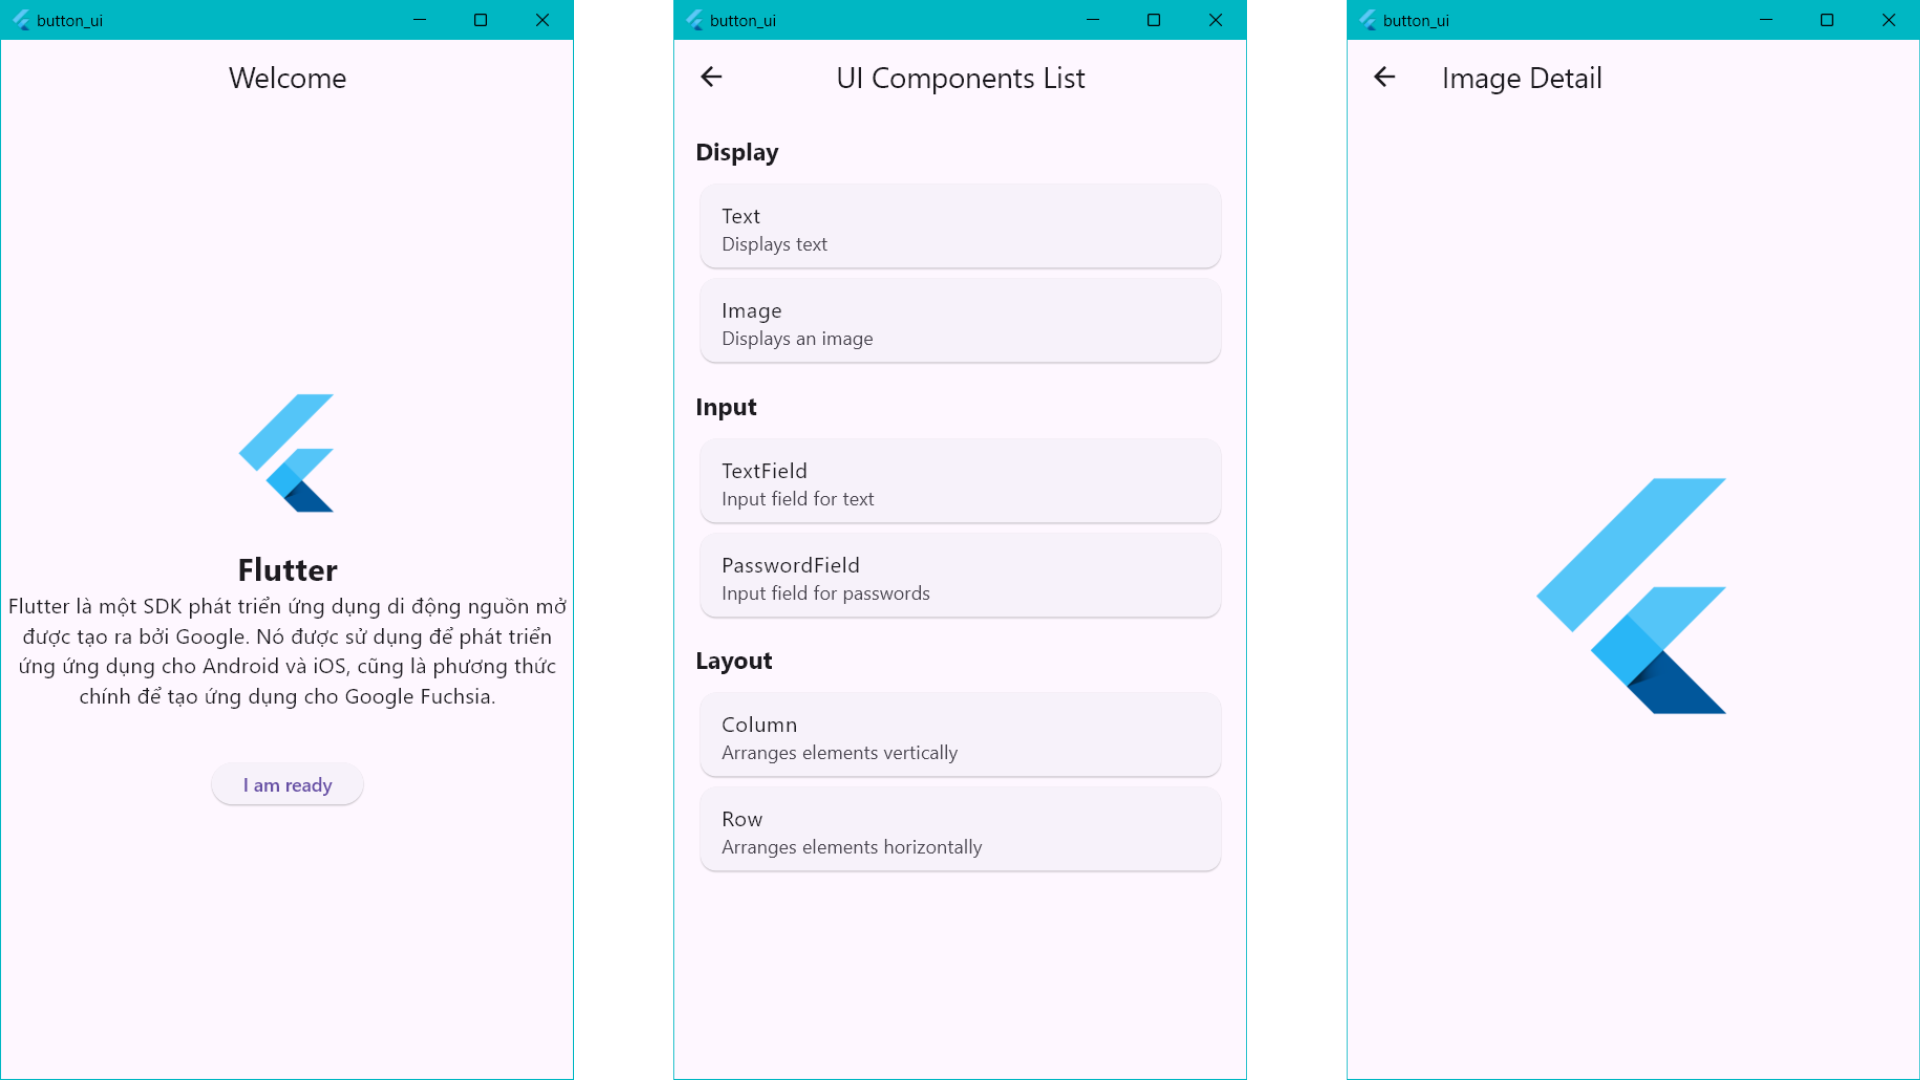 button_ui
Welcome
Flutter
Flutter là một SDK phát triển ứng dụng di động nguồn mở
được tạo ra bởi Google. Nó được sử dụng để phát triển
ứng ứng dụng cho Android và iOS, cũng là phương thức
chính để tạo ứng dụng cho Google Fuchsia.
I am ready
button_ui
UI Components List
Display
Text
Displays text
Image
Displays an image
Input
TextField
Input field for text
PasswordField
Input field for passwords
Layout
Column
Arranges elements vertically
Row
Arranges elements horizontally
button_ui
Image Detail